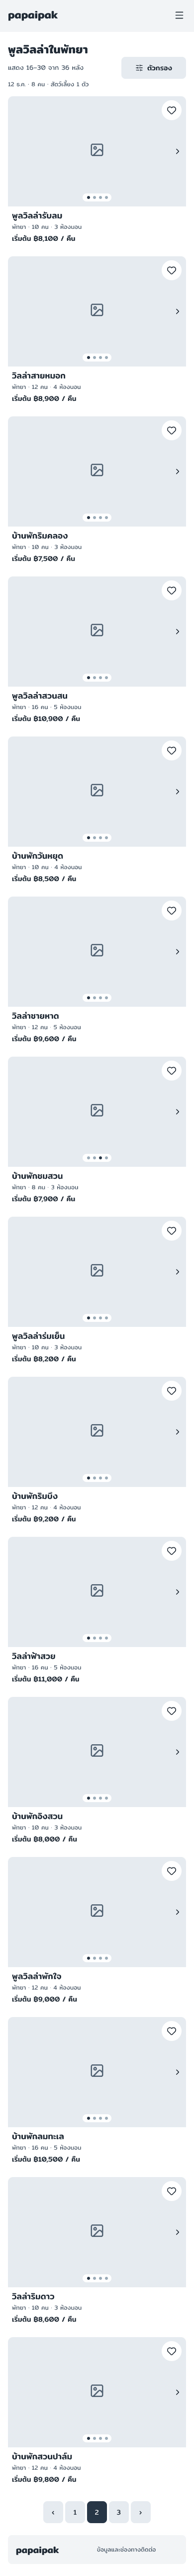 papaipak
พูลวิลล่าในพัทยา
แสดง 16–30 จาก 36 หลัง
ตัวกรอง
12 ธ.ค. · 8 คน · สัตว์เลี้ยง 1 ตัว
พูลวิลล่ารับลม
พัทยา · 10 คน · 3 ห้องนอน
เริ่มต้น ฿8,100 / คืน
วิลล่าสายหมอก
พัทยา · 12 คน · 4 ห้องนอน
เริ่มต้น ฿8,900 / คืน
บ้านพักริมคลอง
พัทยา · 10 คน · 3 ห้องนอน
เริ่มต้น ฿7,500 / คืน
พูลวิลล่าสวนสน
พัทยา · 16 คน · 5 ห้องนอน
เริ่มต้น ฿10,900 / คืน
บ้านพักวันหยุด
พัทยา · 10 คน · 4 ห้องนอน
เริ่มต้น ฿8,500 / คืน
วิลล่าชายหาด
พัทยา · 12 คน · 5 ห้องนอน
เริ่มต้น ฿9,600 / คืน
บ้านพักชมสวน
พัทยา · 8 คน · 3 ห้องนอน
เริ่มต้น ฿7,900 / คืน
พูลวิลล่าร่มเย็น
พัทยา · 10 คน · 3 ห้องนอน
เริ่มต้น ฿8,200 / คืน
บ้านพักริมบึง
พัทยา · 12 คน · 4 ห้องนอน
เริ่มต้น ฿9,200 / คืน
วิลล่าฟ้าสวย
พัทยา · 16 คน · 5 ห้องนอน
เริ่มต้น ฿11,000 / คืน
บ้านพักอิงสวน
พัทยา · 10 คน · 3 ห้องนอน
เริ่มต้น ฿8,000 / คืน
พูลวิลล่าพักใจ
พัทยา · 12 คน · 4 ห้องนอน
เริ่มต้น ฿9,000 / คืน
บ้านพักลมทะเล
พัทยา · 16 คน · 5 ห้องนอน
เริ่มต้น ฿10,500 / คืน
วิลล่าริมดาว
พัทยา · 10 คน · 3 ห้องนอน
เริ่มต้น ฿8,600 / คืน
บ้านพักสวนปาล์ม
พัทยา · 12 คน · 4 ห้องนอน
เริ่มต้น ฿9,800 / คืน
‹ 1 2 3 ›
papaipak
ข้อมูลและช่องทางติดต่อ